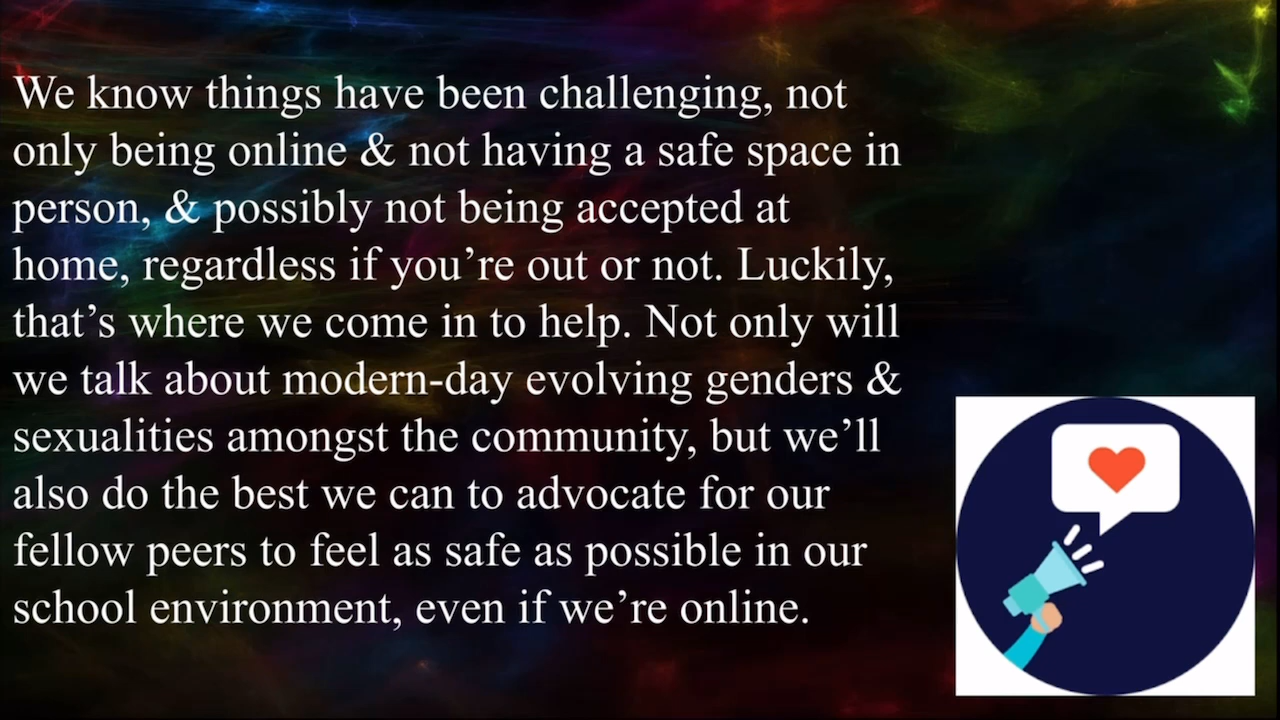 We know things have been challenging, not
only being online & not having a safe space in
person, & possibly not being accepted at
home, regardless if you’re out or not. Luckily,
that’s where we come in to help. Not only will
we talk about modern-day evolving genders &
sexualities amongst the community, but we’ll
also do the best we can to advocate for our
fellow peers to feel as safe as possible in our
school environment, even if we’re online.